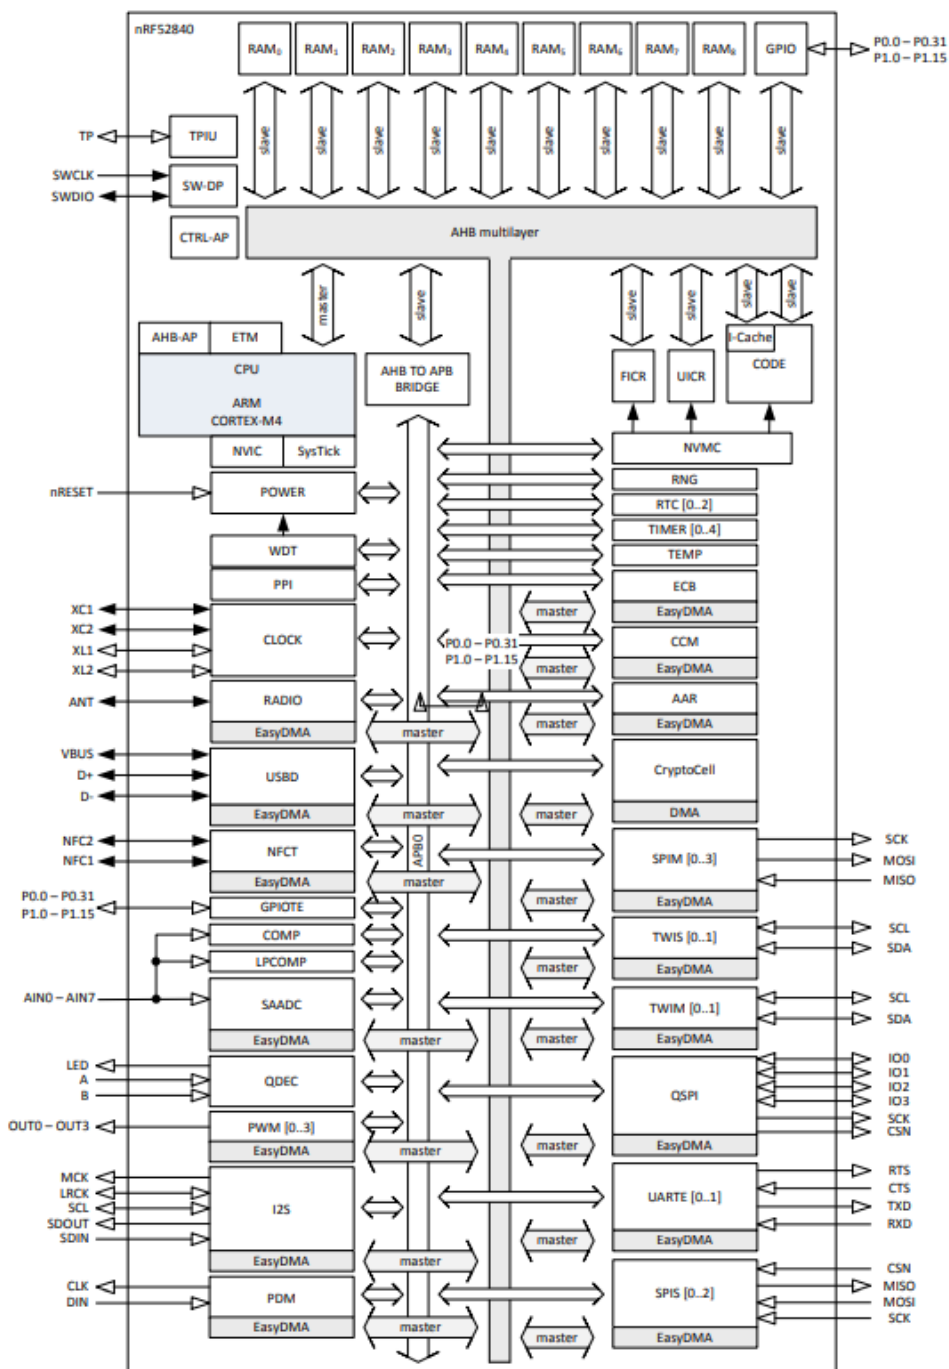 nRF52840
RAM0 RAM1 RAM2 RAM3 RAM4 RAM5 RAM6 RAM7 RAM8 GPIO
P0.0 – P0.31
P1.0 – P1.15
slave slave slave slave slave slave slave slave slave slave
TP TPIU
SWCLK
SWDIO
SW-DP
CTRL-AP
AHB multilayer
master slave slave slave slave slave
AHB-AP ETM
CPU
ARM
CORTEX-M4
NVIC SysTick
AHB TO APB
BRIDGE
FICR UICR
I-Cache
CODE
NVMC
nRESET POWER
RNG
RTC [0..2]
WDT
TIMER [0..4]
TEMP
PPI
ECB
EasyDMA
master
XC1
XC2
XL1
XL2
CLOCK
P0.0 – P0.31
P1.0 – P1.15
CCM
EasyDMA
master
ANT RADIO
EasyDMA
master
AAR
EasyDMA
master
VBUS
D+
D-
USBD
EasyDMA
master
CryptoCell
DMA
master
APB0
NFC2
NFC1
NFCT
EasyDMA
master
SPIM [0..3]
EasyDMA
master
SCK
MOSI
MISO
P0.0 – P0.31
P1.0 – P1.15
GPIOTE
COMP
LPCOMP
TWIS [0..1]
EasyDMA
master
SCL
SDA
AIN0 – AIN7
SAADC
EasyDMA
master
TWIM [0..1]
EasyDMA
master
SCL
SDA
LED
A
B
QDEC
QSPI
EasyDMA
master
IO0
IO1
IO2
IO3
SCK
CSN
OUT0 – OUT3
PWM [0..3]
EasyDMA
master
MCK
LRCK
SCL
SDOUT
SDIN
I2S
EasyDMA
master
UARTE [0..1]
EasyDMA
master
RTS
CTS
TXD
RXD
CLK
DIN
PDM
EasyDMA
master
SPIS [0..2]
EasyDMA
master
CSN
MISO
MOSI
SCK